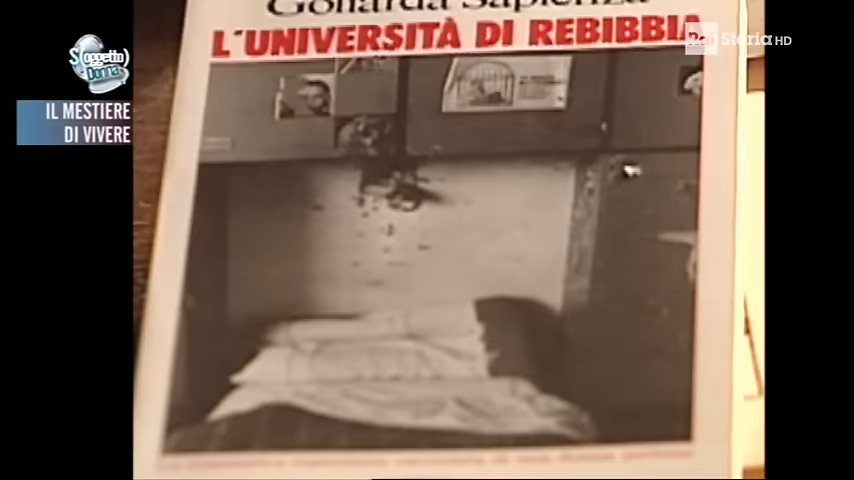 Goliarda Sapienza
L'UNIVERSITÀ DI REBIBBIA
Rai Storia HD
S(oggetto)
Donna
IL MESTIERE
DI VIVERE